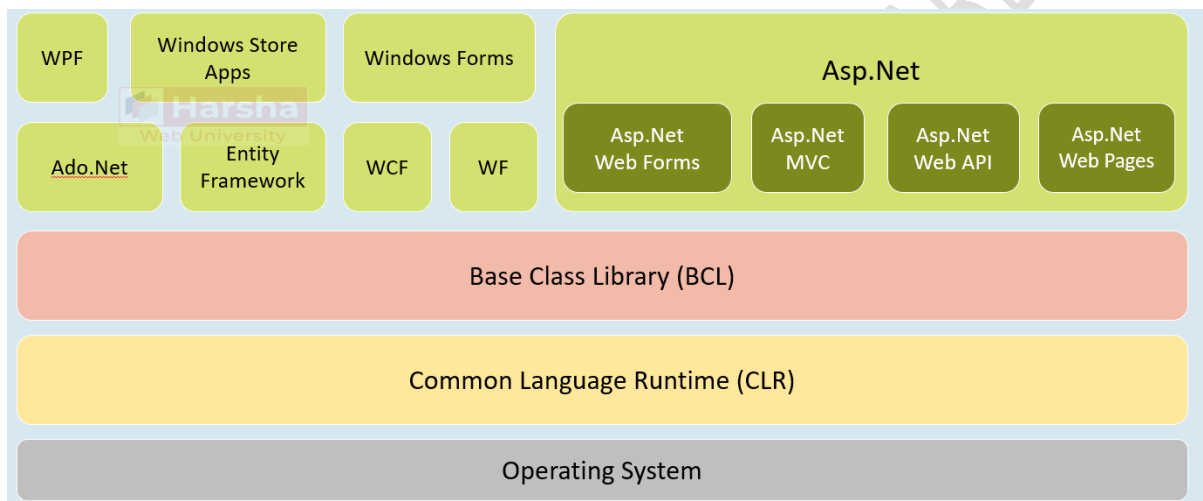 WPF
Windows Store
Apps
Windows Forms
Asp.Net
Harsha
Web University
Ado.Net
Entity
Framework
WCF
WF
Asp.Net
Web Forms
Asp.Net
MVC
Asp.Net
Web API
Asp.Net
Web Pages
Base Class Library (BCL)
Common Language Runtime (CLR)
Operating System